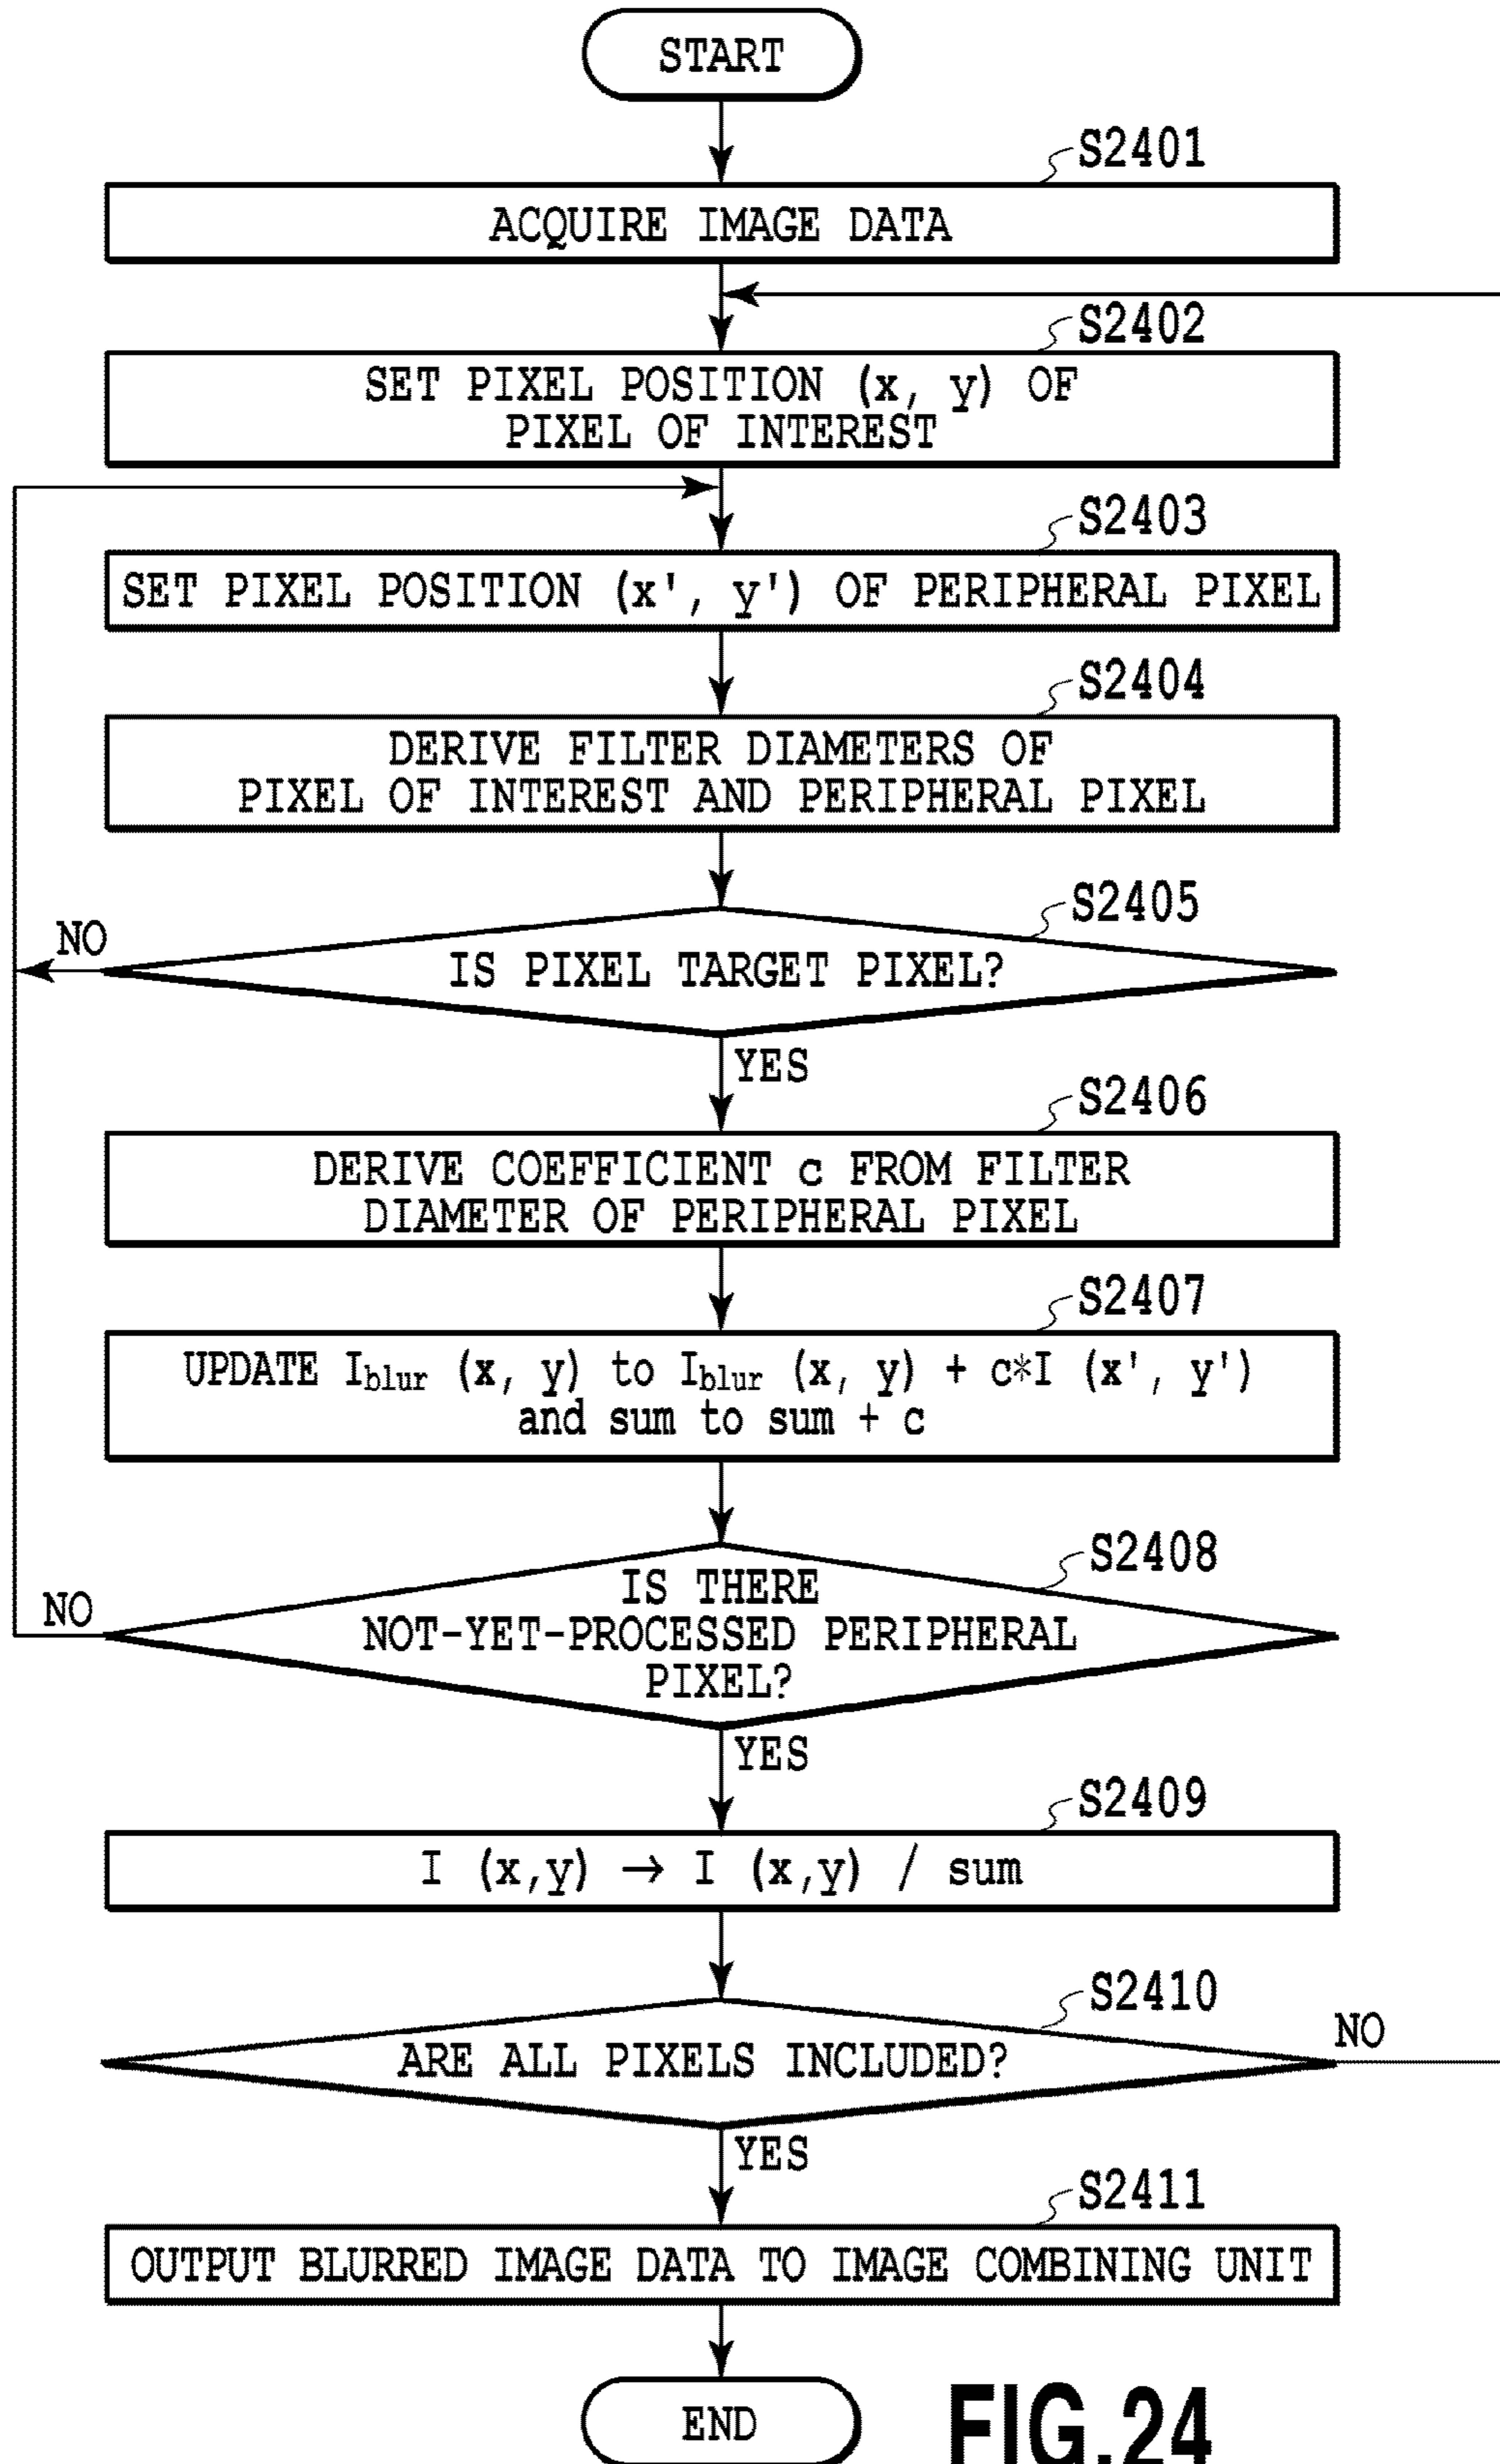 START
S2401
ACQUIRE IMAGE DATA
S2402
SET PIXEL POSITION (x, y) OF
PIXEL OF INTEREST
S2403
SET PIXEL POSITION (x', y') OF PERIPHERAL PIXEL
S2404
DERIVE FILTER DIAMETERS OF
PIXEL OF INTEREST AND PERIPHERAL PIXEL
S2405
NO
IS PIXEL TARGET PIXEL?
YES
S2406
DERIVE COEFFICIENT c FROM FILTER
DIAMETER OF PERIPHERAL PIXEL
S2407
UPDATE Iblur (x, y) to Iblur (x, y) + c*I (x', y')
and sum to sum + c
S2408
IS THERE
NO
NOT-YET-PROCESSED PERIPHERAL
PIXEL?
YES
S2409
I (x,y) → I (x,y) / sum
S2410
NO
ARE ALL PIXELS INCLUDED?
YES
S2411
OUTPUT BLURRED IMAGE DATA TO IMAGE COMBINING UNIT
END
FIG.24